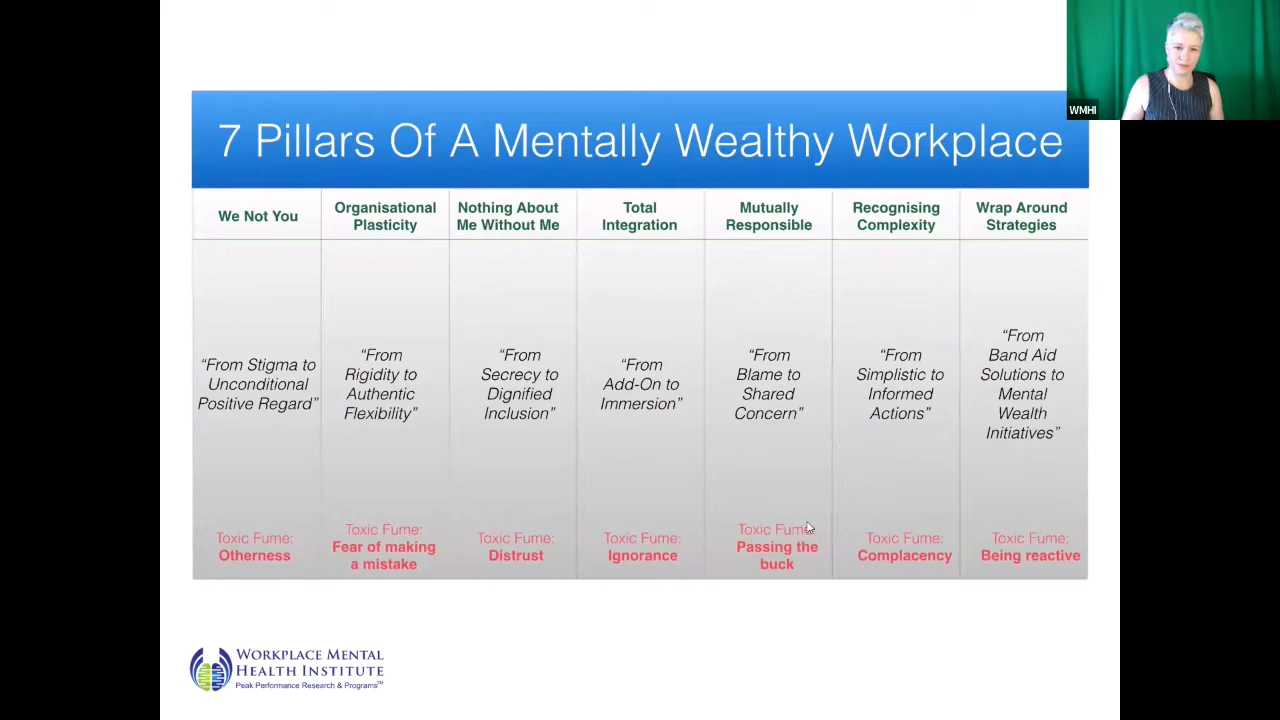 WMHI
7 Pillars Of A Mentally Wealthy Workplace
We Not You
Organisational
Plasticity
Nothing About
Me Without Me
Total
Integration
Mutually
Responsible
Recognising
Complexity
Wrap Around
Strategies
“From Stigma to
Unconditional
Positive Regard”
“From
Rigidity to
Authentic
Flexibility”
“From
Secrecy to
Dignified
Inclusion”
“From
Add-On to
Immersion”
“From
Blame to
Shared
Concern”
“From
Simplistic to
Informed
Actions”
“From
Band Aid
Solutions to
Mental
Wealth
Initiatives”
Toxic Fume:
Otherness
Toxic Fume:
Fear of making
a mistake
Toxic Fume:
Distrust
Toxic Fume:
Ignorance
Toxic Fume:
Passing the
buck
Toxic Fume:
Complacency
Toxic Fume:
Being reactive
WORKPLACE MENTAL
HEALTH INSTITUTE
Peak Performance Research & Programs™